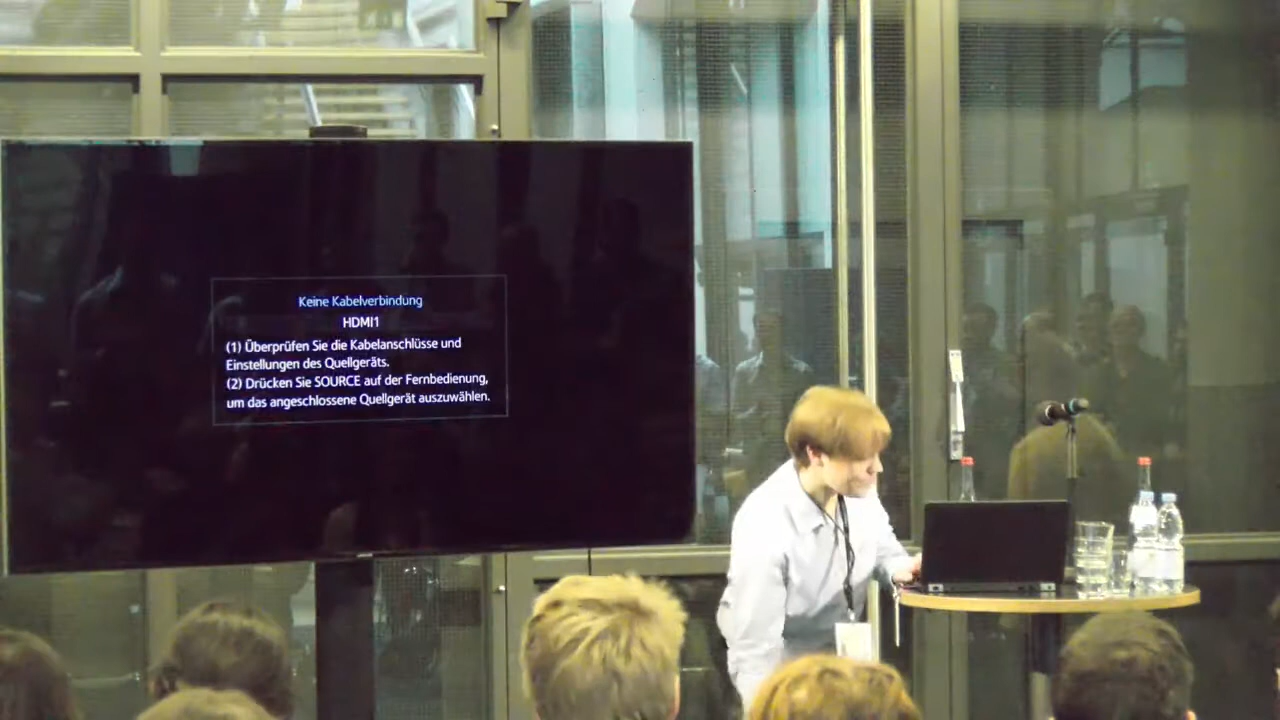 Keine Kabelverbindung
HDMI1
(1) Überprüfen Sie die Kabelanschlüsse und
Einstellungen des Quellgeräts.
(2) Drücken Sie SOURCE auf der Fernbedienung,
um das angeschlossene Quellgerät auszuwählen.